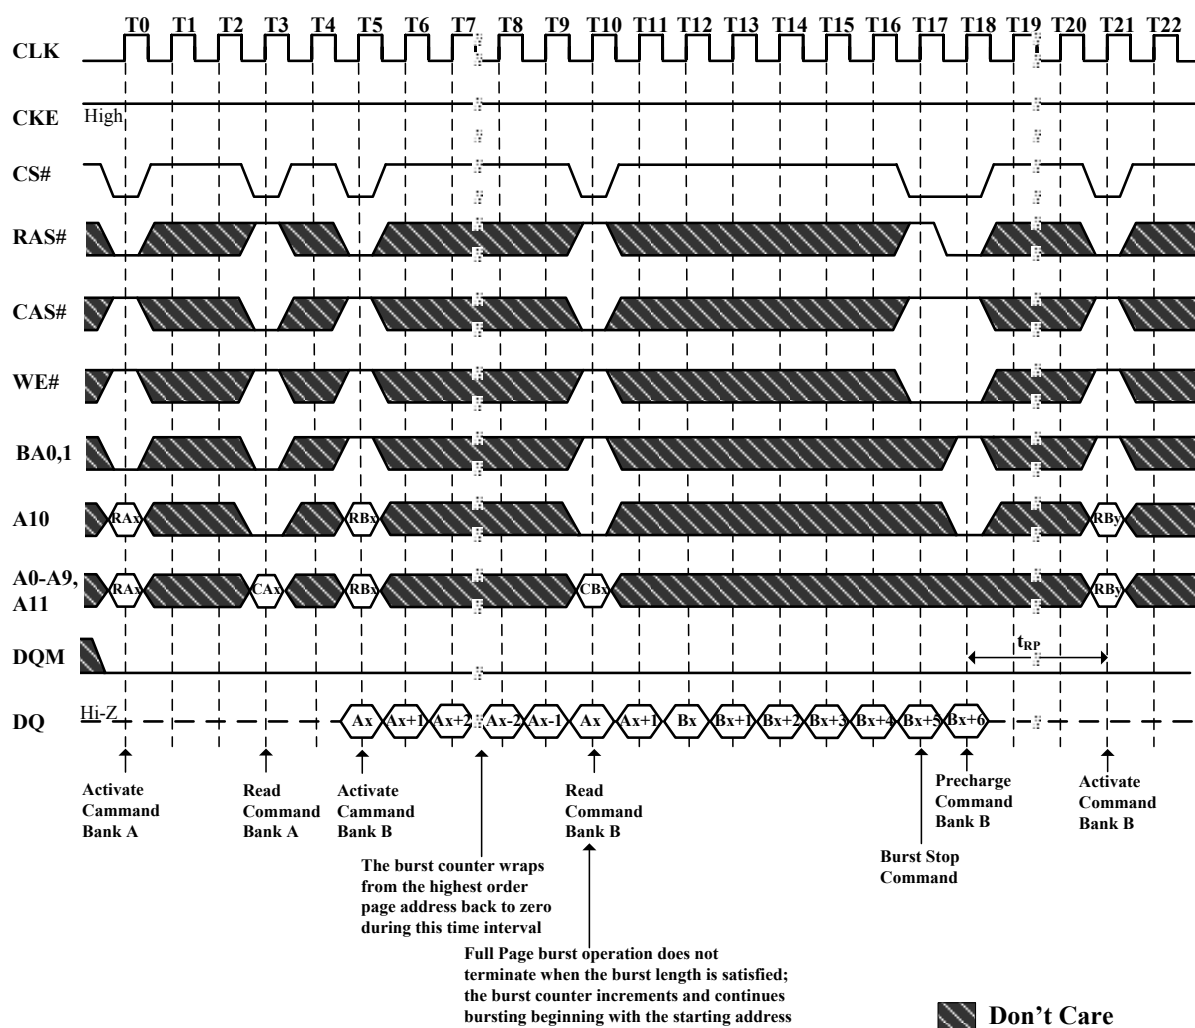 T0 T1 T2 T3 T4 T5 T6 T7 T8 T9 T10 T11 T12 T13 T14 T15 T16 T17 T18 T19 T20 T21 T22
CLK
CKE High
CS#
RAS#
CAS#
WE#
BA0,1
A10 RAx RBx RBy
A0-A9, A11 RAx CAx RBx CBx RBy
DQM tRP
DQ Hi-Z Ax Ax+1 Ax+2 Ax-2 Ax-1 Ax Ax+1 Bx Bx+1 Bx+2 Bx+3 Bx+4 Bx+5 Bx+6
Activate
Cammand
Bank A
Read
Command
Bank A
Activate
Cammand
Bank B
Read
Command
Bank B
Precharge
Command
Bank B
Activate
Command
Bank B
Burst Stop
Command
The burst counter wraps
from the highest order
page address back to zero
during this time interval
Full Page burst operation does not
terminate when the burst length is satisfied;
the burst counter increments and continues
bursting beginning with the starting address
Don't Care